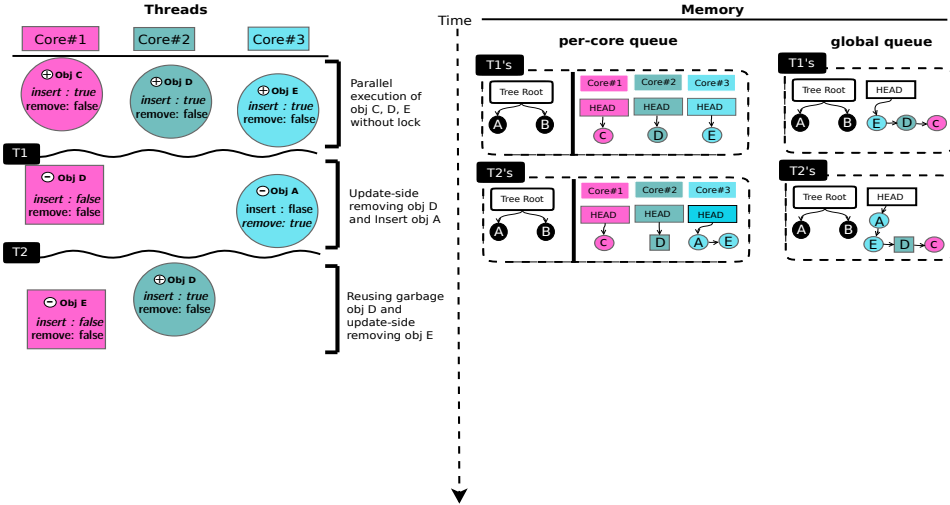 Threads
Time
Memory
Core#1
Core#2
Core#3
per-core queue
global queue
⊕ Obj C
insert : true
remove: false
⊕ Obj D
insert : true
remove: false
⊕ Obj E
insert : true
remove: false
Parallel
execution of
obj C, D, E
without lock
T1
T1's
Tree Root
A
B
Core#1
Core#2
Core#3
HEAD
HEAD
HEAD
c
D
E
T1's
Tree Root
A
B
HEAD
E
D
c
⊖ Obj D
insert : false
remove: false
⊖ Obj A
insert : flase
remove: true
Update-side
removing obj D
and Insert obj A
T2
T2's
Tree Root
A
B
Core#1
Core#2
Core#3
HEAD
HEAD
HEAD
c
D
A
E
T2's
Tree Root
A
B
HEAD
A
E
D
c
⊖ Obj E
insert : false
remove: false
⊕ Obj D
insert : true
remove: false
Reusing garbage
obj D and
update-side
removing obj E